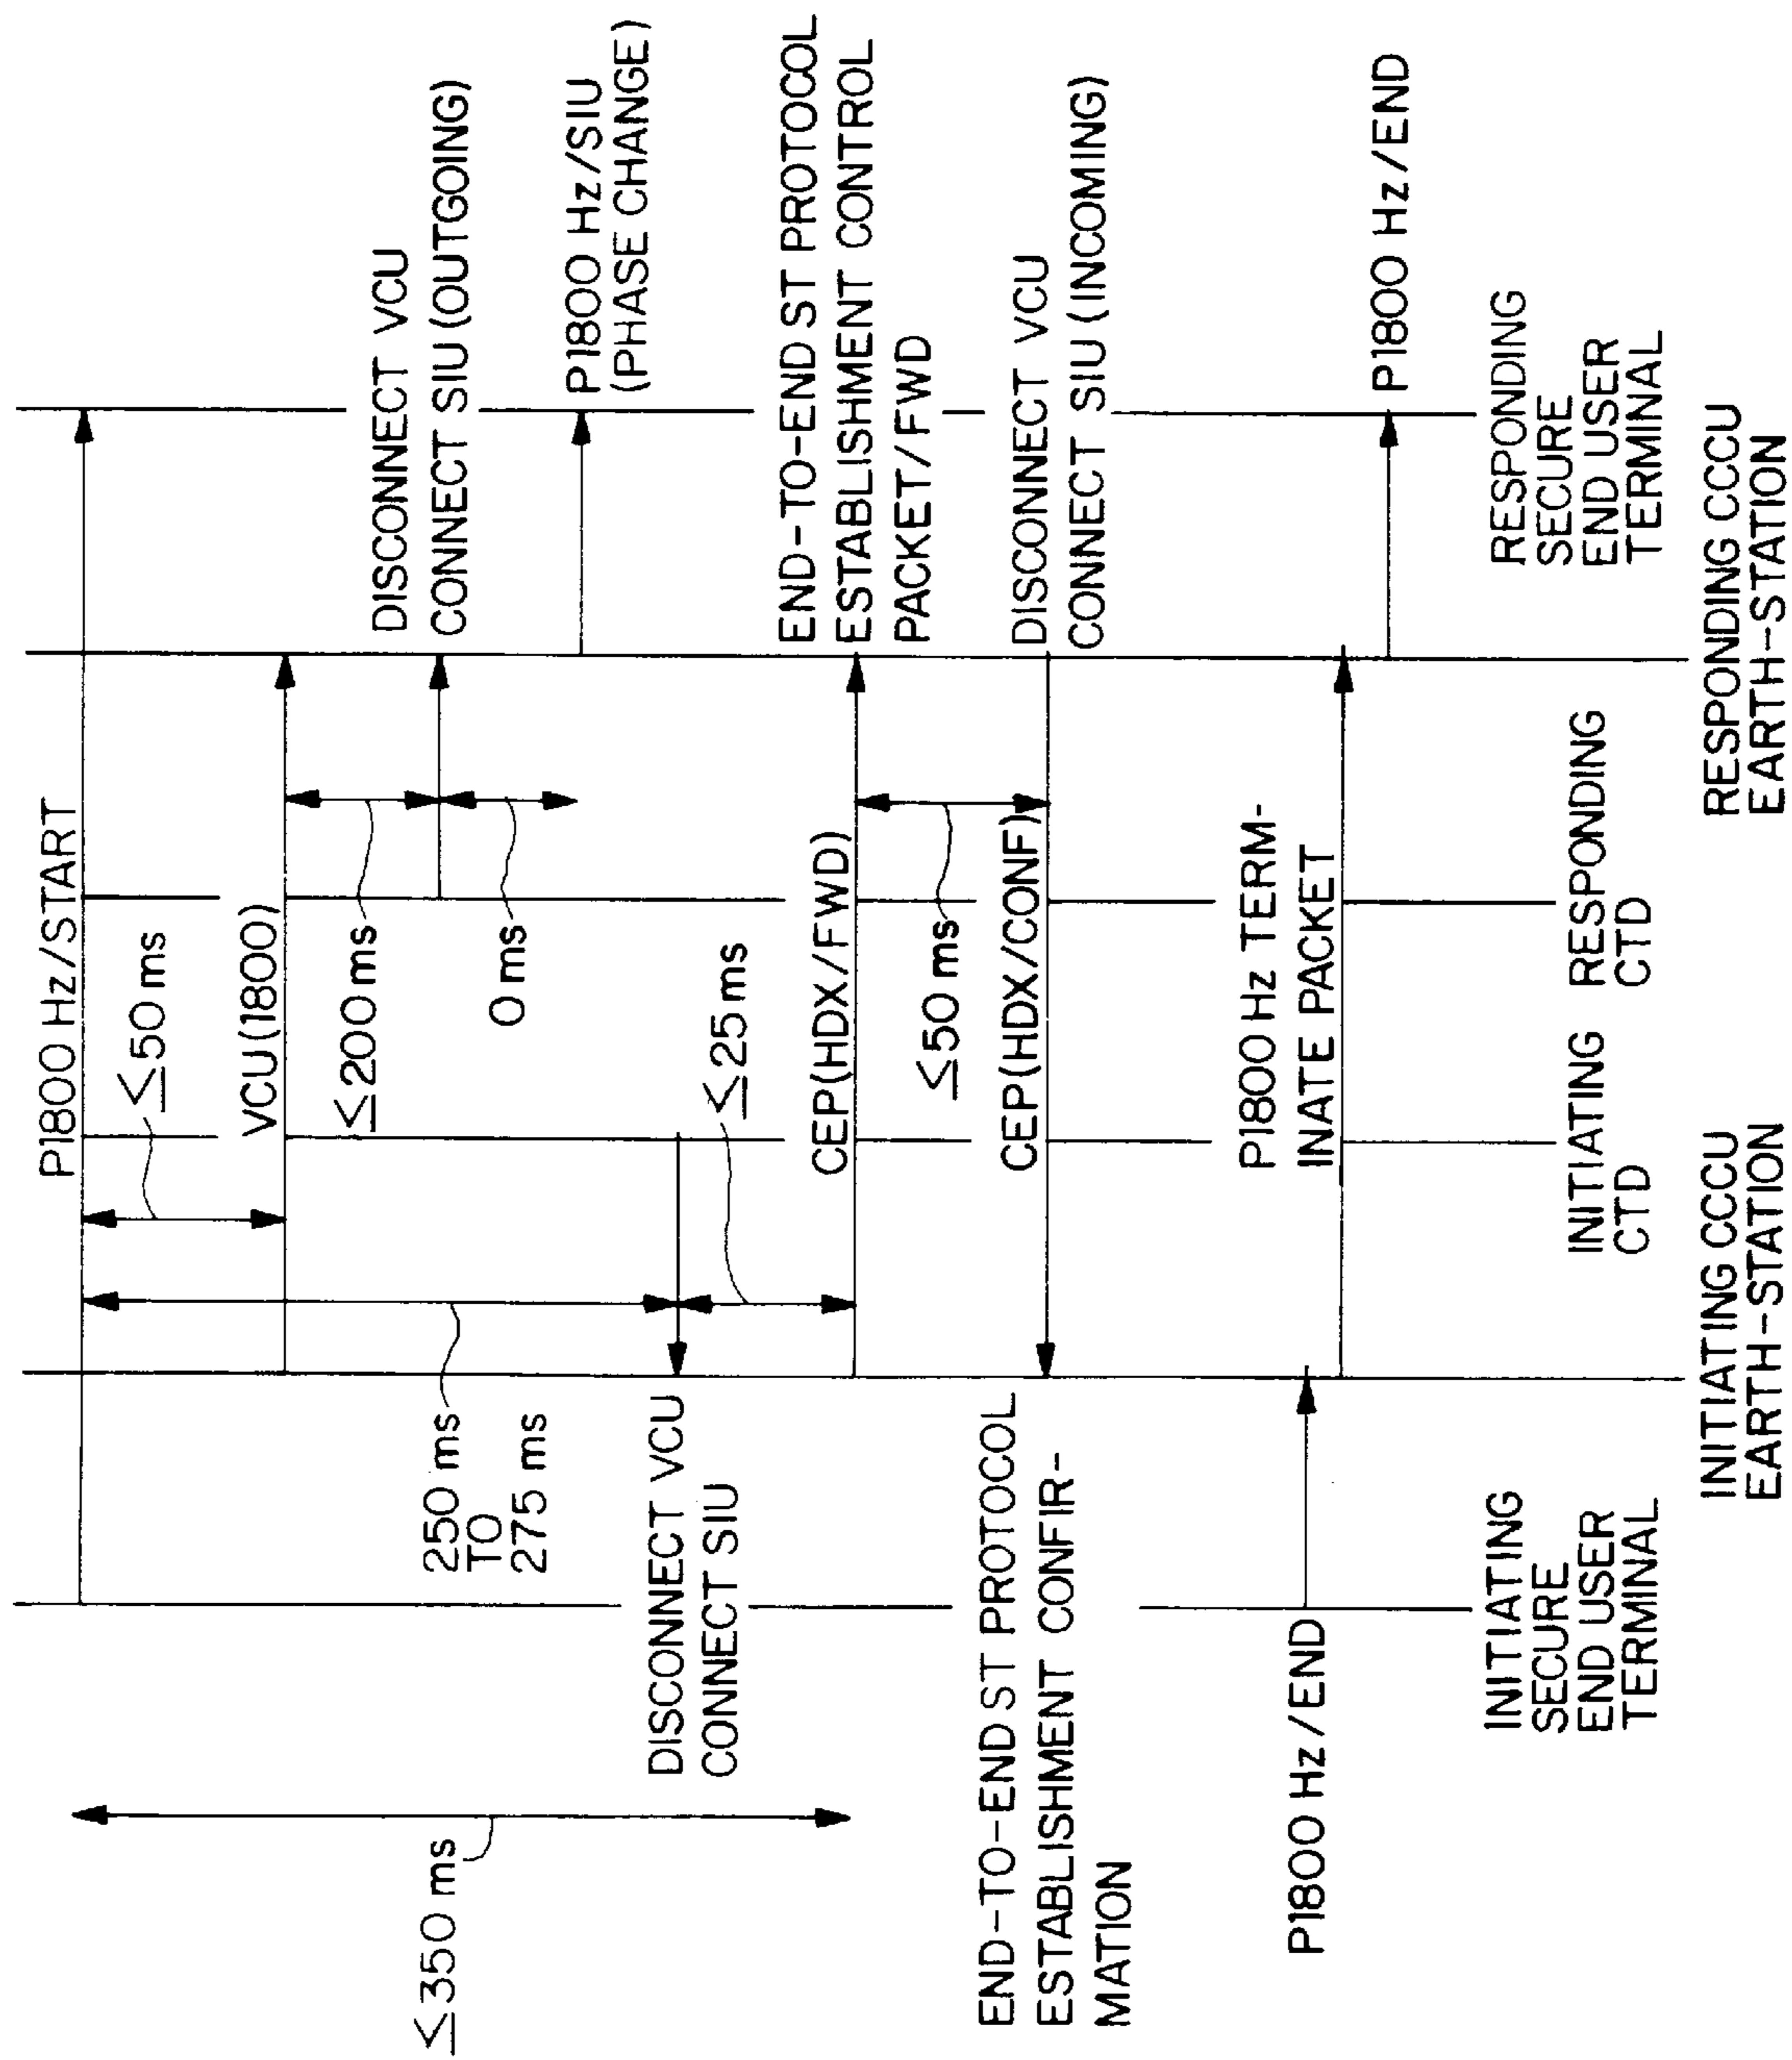 P1800 Hz/START
≤50 ms
VCU(1800)
≤200 ms
0 ms
≤25 ms
250 ms
TO
275 ms
≤350 ms
DISCONNECT VCU
CONNECT SIU (OUTGOING)
P1800 Hz/SIU
(PHASE CHANGE)
DISCONNECT VCU
CONNECT SIU
CEP(HDX/FWD)
END-TO-END ST PROTOCOL
ESTABLISHMENT CONTROL
PACKET/FWD
≤50 ms
CEP(HDX/CONF)
DISCONNECT VCU
CONNECT SIU (INCOMING)
END-TO-END ST PROTOCOL
ESTABLISHMENT CONFIR-
MATION
P1800 Hz TERM-
INATE PACKET
P1800 Hz/END
P1800 Hz/END
INITIATING
SECURE
END USER
TERMINAL
INITIATING CCCU
EARTH-STATION
INITIATING
CTD
RESPONDING
CTD
RESPONDING CCCU
EARTH-STATION
RESPONDING
SECURE
END USER
TERMINAL